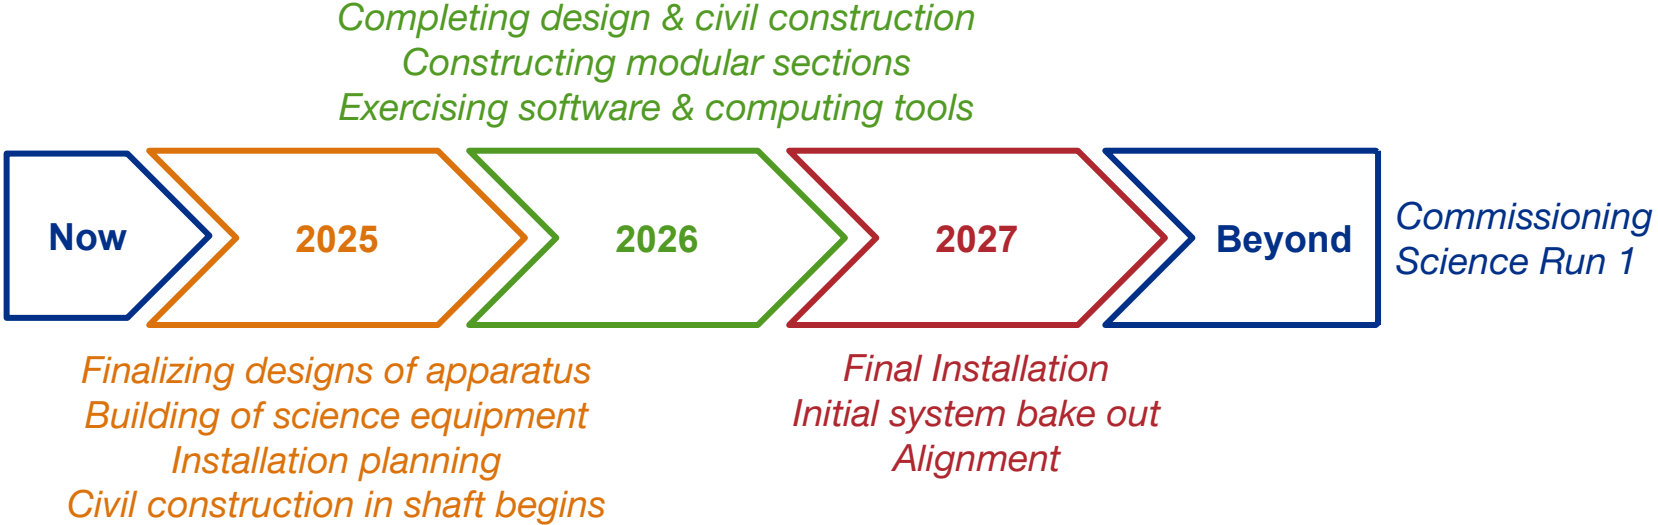 Completing design & civil construction
Constructing modular sections
Exercising software & computing tools
Now
2025
2026
2027
Beyond
Commissioning
Science Run 1
Finalizing designs of apparatus
Building of science equipment
Installation planning
Civil construction in shaft begins
Final Installation
Initial system bake out
Alignment